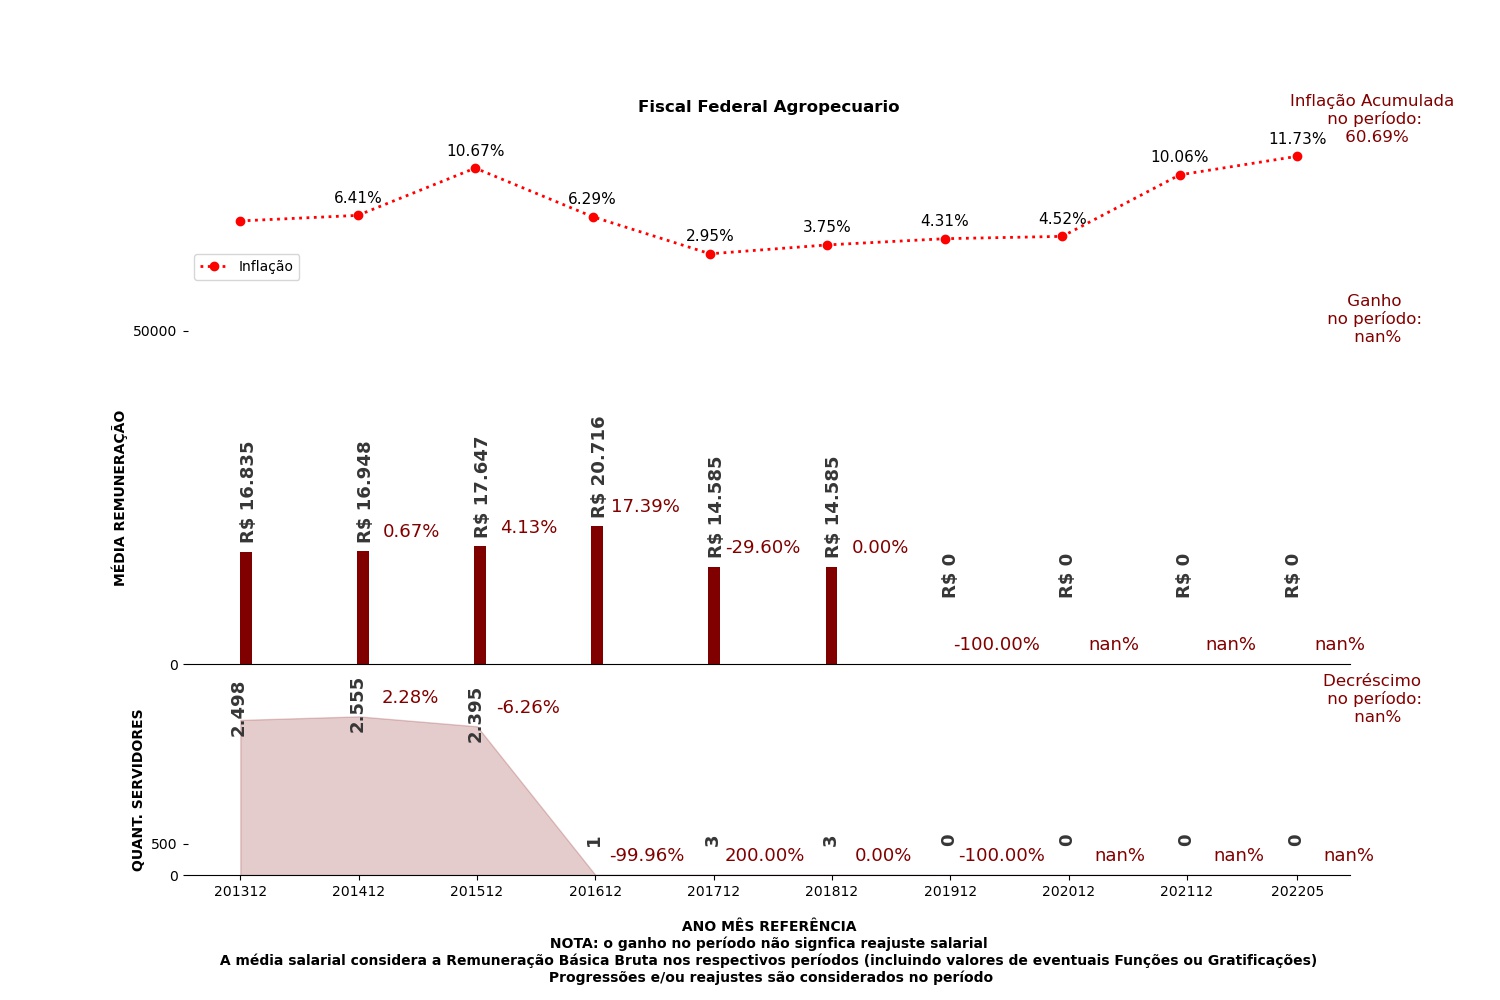 Fiscal Federal Agropecuario
Inflação Acumulada
no período:
60.69%
6.41%
10.67%
6.29%
2.95%
3.75%
4.31%
4.52%
10.06%
11.73%
Inflação
Ganho
no período:
nan%
50000
0
MÉDIA REMUNERAÇÃO
R$ 16.835
R$ 16.948
R$ 17.647
R$ 20.716
R$ 14.585
R$ 14.585
R$ 0
R$ 0
R$ 0
R$ 0
0.67%
4.13%
17.39%
-29.60%
0.00%
-100.00%
nan%
nan%
nan%
Decréscimo
no período:
nan%
QUANT. SERVIDORES
500
0
2.498
2.555
2.395
1
3
3
0
0
0
0
2.28%
-6.26%
-99.96%
200.00%
0.00%
-100.00%
nan%
nan%
nan%
201312
201412
201512
201612
201712
201812
201912
202012
202112
202205
ANO MÊS REFERÊNCIA
NOTA: o ganho no período não signfica reajuste salarial
A média salarial considera a Remuneração Básica Bruta nos respectivos períodos (incluindo valores de eventuais Funções ou Gratificações)
Progressões e/ou reajustes são considerados no período